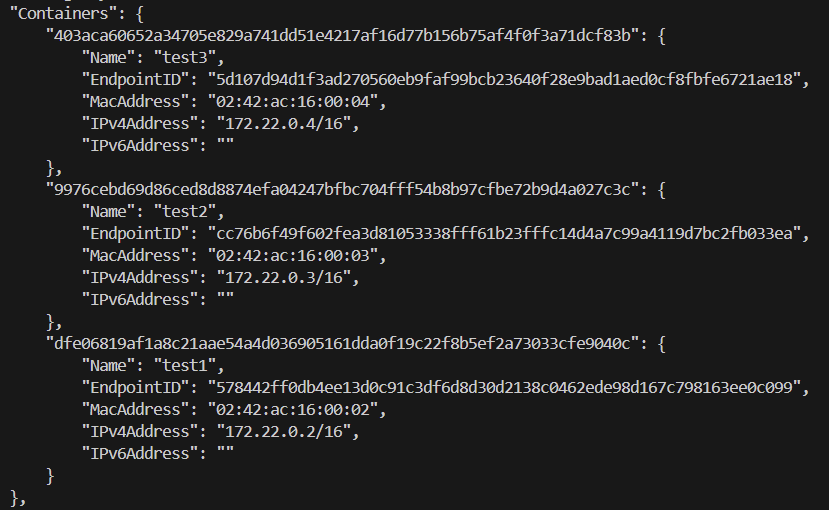 "Containers": {
    "403aca60652a34705e829a741dd51e4217af16d77b156b75af4f0f3a71dcf83b": {
        "Name": "test3",
        "EndpointID": "5d107d94d1f3ad270560eb9faf99bcb23640f28e9bad1aed0cf8fbfe6721ae18",
        "MacAddress": "02:42:ac:16:00:04",
        "IPv4Address": "172.22.0.4/16",
        "IPv6Address": ""
    },
    "9976cebd69d86ced8d8874efa04247bfbc704fff54b8b97cfbe72b9d4a027c3c": {
        "Name": "test2",
        "EndpointID": "cc76b6f49f602fea3d81053338fff61b23fffc14d4a7c99a4119d7bc2fb033ea",
        "MacAddress": "02:42:ac:16:00:03",
        "IPv4Address": "172.22.0.3/16",
        "IPv6Address": ""
    },
    "dfe06819af1a8c21aae54a4d036905161dda0f19c22f8b5ef2a73033cfe9040c": {
        "Name": "test1",
        "EndpointID": "578442ff0db4ee13d0c91c3df6d8d30d2138c0462ede98d167c798163ee0c099",
        "MacAddress": "02:42:ac:16:00:02",
        "IPv4Address": "172.22.0.2/16",
        "IPv6Address": ""
    }
},